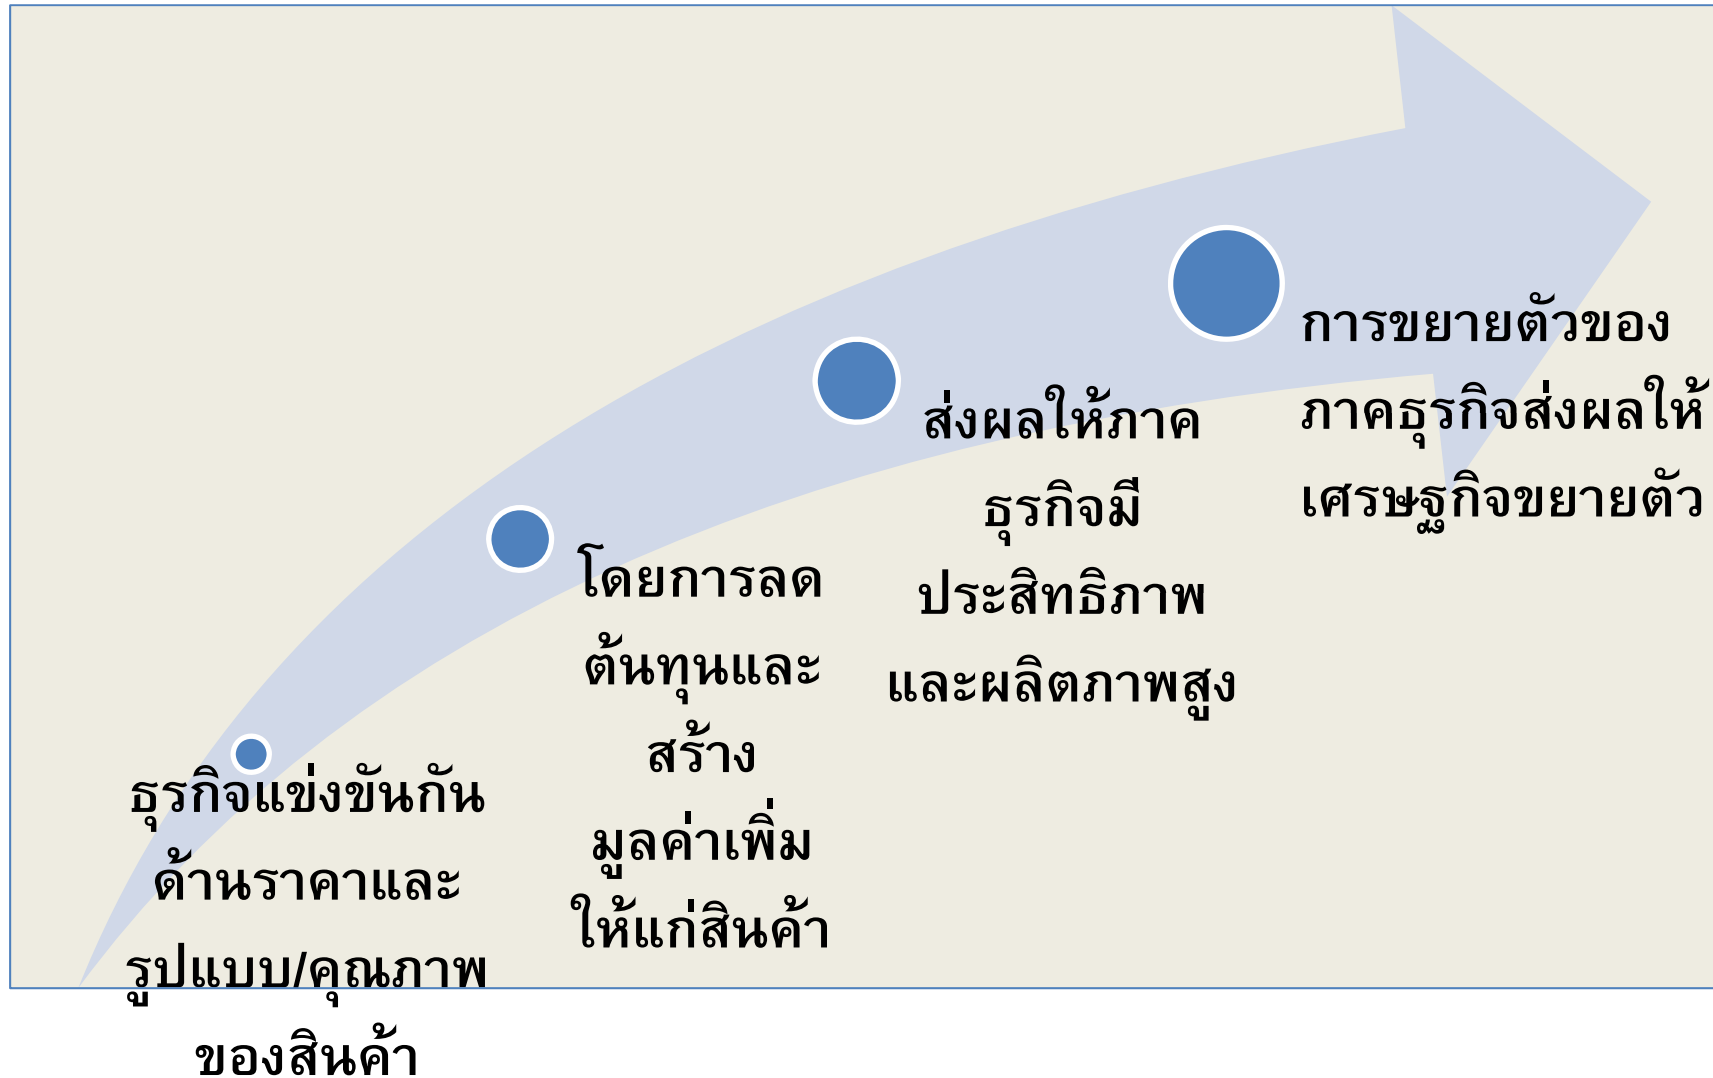 ธุรกิจแข่งขันกัน
ด้านราคาและ
รูปแบบ/คุณภาพ
ของสินค้า
โดยการลด
ต้นทุนและ
สร้าง
มูลค่าเพิ่ม
ให้แก่สินค้า
ส่งผลให้ภาค
ธุรกิจมี
ประสิทธิภาพ
และผลิตภาพสูง
การขยายตัวของ
ภาคธุรกิจส่งผลให้
เศรษฐกิจขยายตัว